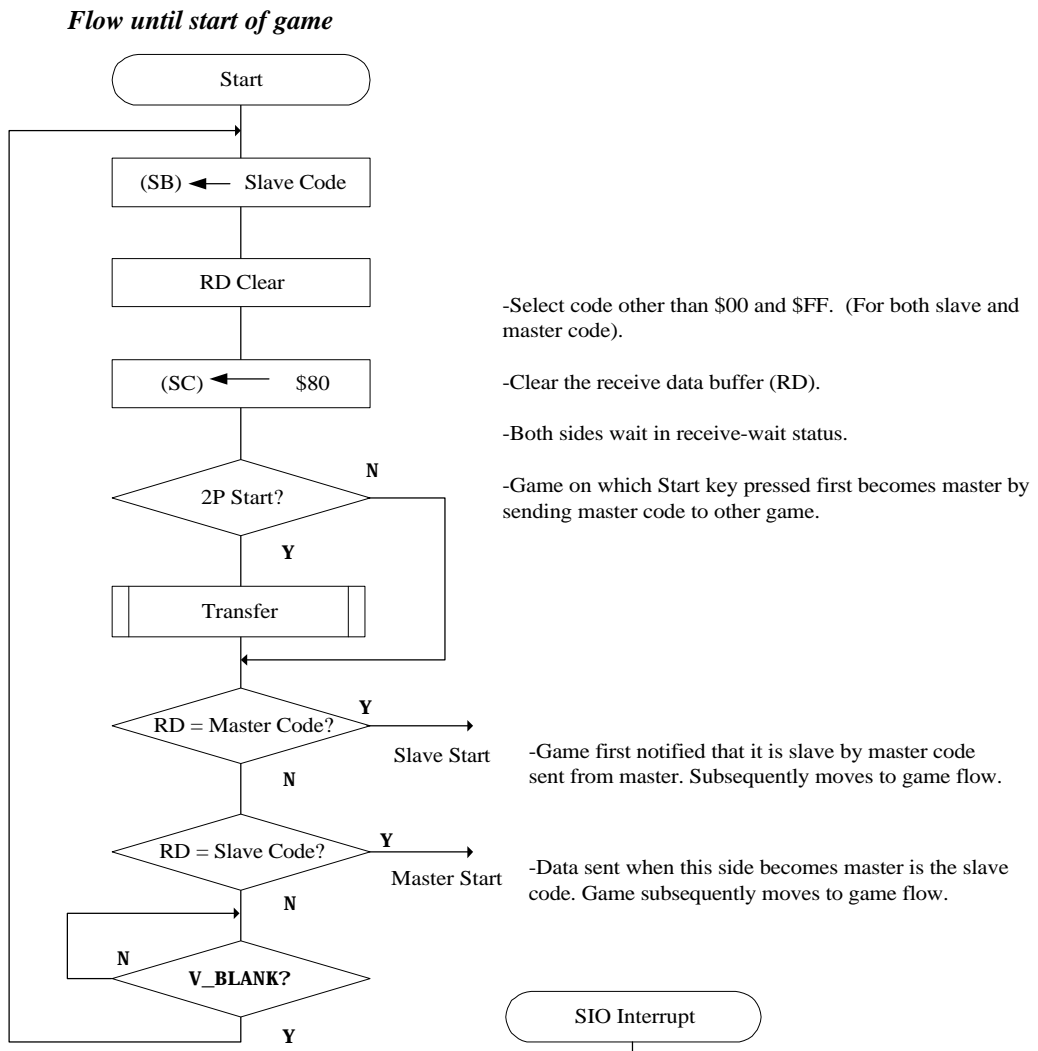 Flow until start of game
Start
(SB) ← Slave Code
RD Clear
-Select code other than $00 and $FF. (For both slave and
master code).
(SC) ← $80
-Clear the receive data buffer (RD).
-Both sides wait in receive-wait status.
N
2P Start?
-Game on which Start key pressed first becomes master by
sending master code to other game.
Y
Transfer
RD = Master Code?
Y
Slave Start
-Game first notified that it is slave by master code
sent from master. Subsequently moves to game flow.
N
RD = Slave Code?
Y
Master Start
-Data sent when this side becomes master is the slave
code. Game subsequently moves to game flow.
N
N
V_BLANK?
Y
SIO Interrupt